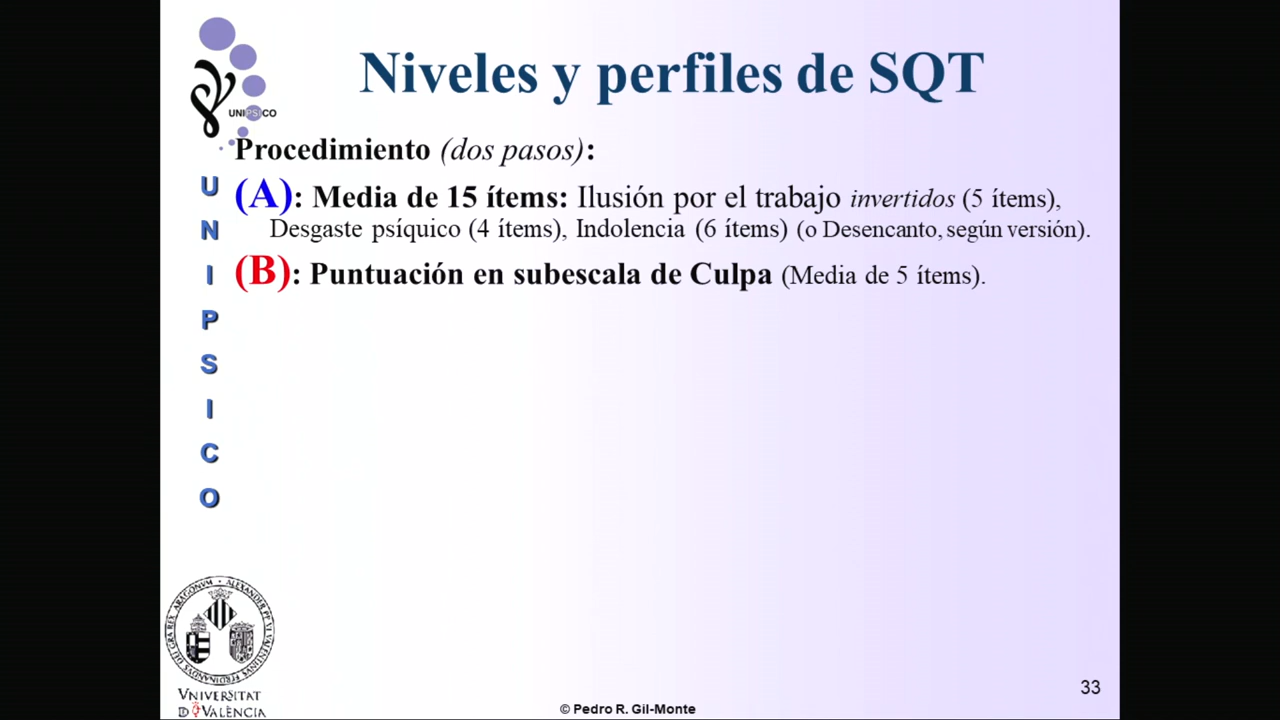 Niveles y perfiles de SQT
UNIPSICO
Procedimiento (dos pasos):
(A): Media de 15 ítems: Ilusión por el trabajo invertidos (5 ítems),
Desgaste psíquico (4 ítems), Indolencia (6 ítems) (o Desencanto, según versión).
(B): Puntuación en subescala de Culpa (Media de 5 ítems).
U
N
I
P
S
I
C
O
VNIVERSITAT
DE VALÈNCIA
© Pedro R. Gil-Monte
33